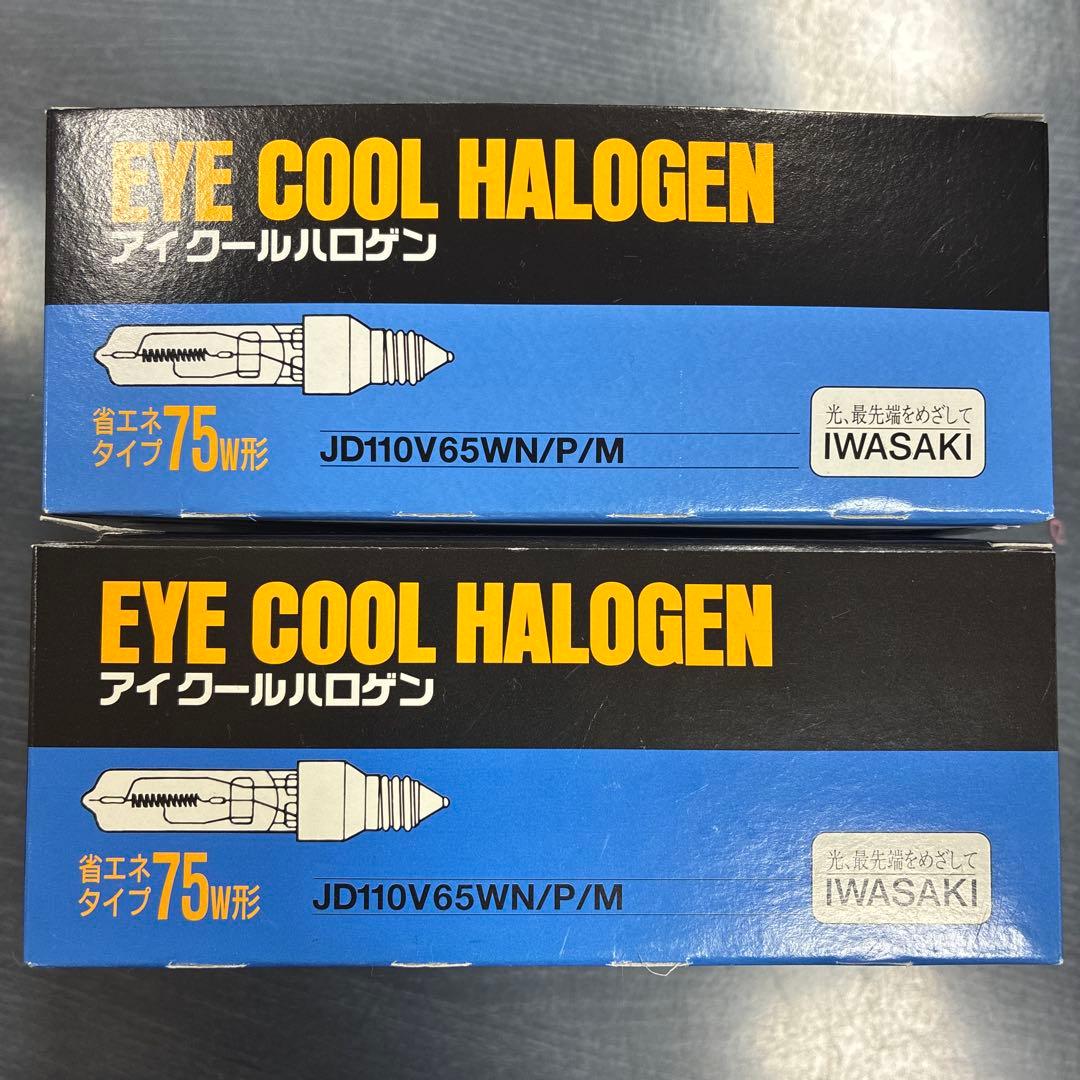 EYE COOL HALOGEN
アイ クールハロゲン
省エネ
タイプ75W形
JD110V65WN/P/M
光、最先端をめざして
IWASAKI
EYE COOL HALOGEN
アイ クールハロゲン
省エネ
タイプ75W形
JD110V65WN/P/M
光、最先端をめざして
IWASAKI